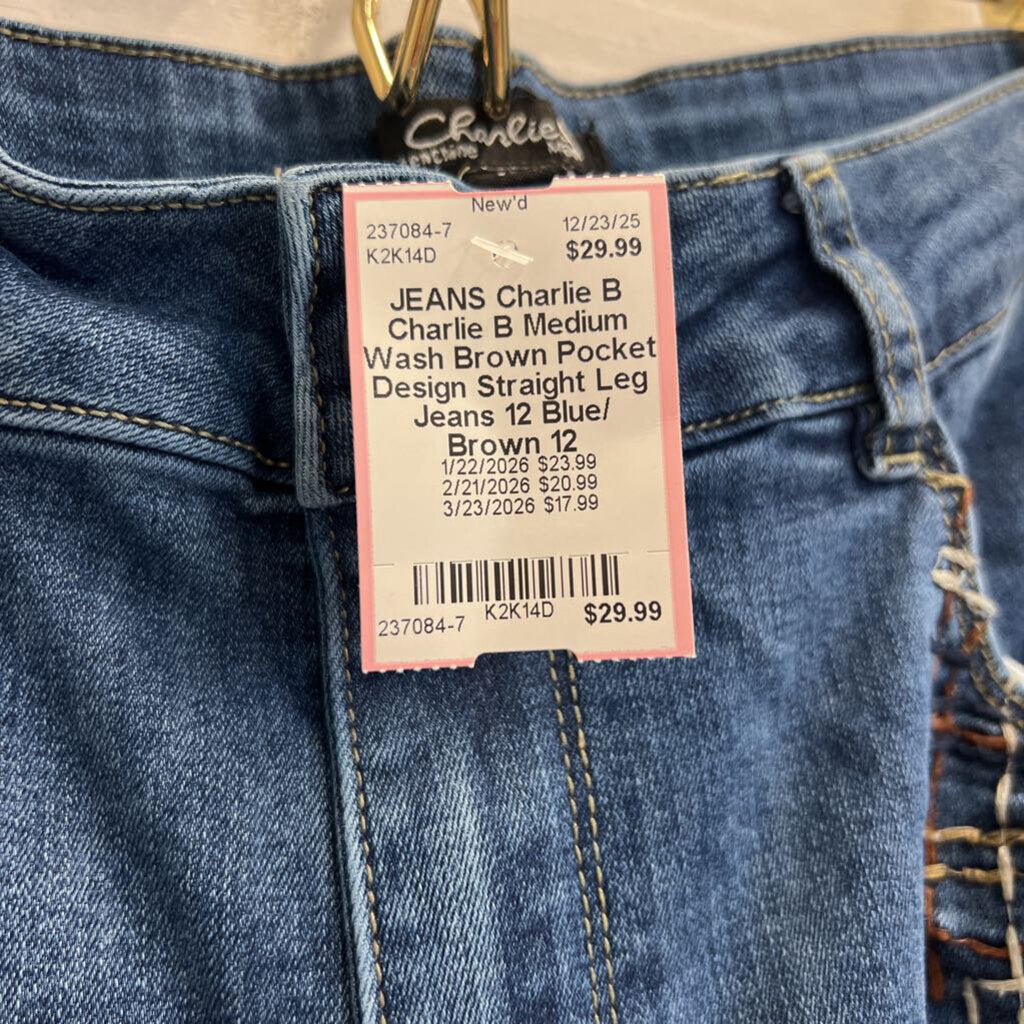 Charlie
New'd
237084-7 12/23/25
K2K14D $29.99
JEANS Charlie B
Charlie B Medium
Wash Brown Pocket
Design Straight Leg
Jeans 12 Blue/
Brown 12
1/22/2026 $23.99
2/21/2026 $20.99
3/23/2026 $17.99
237084-7 K2K14D $29.99